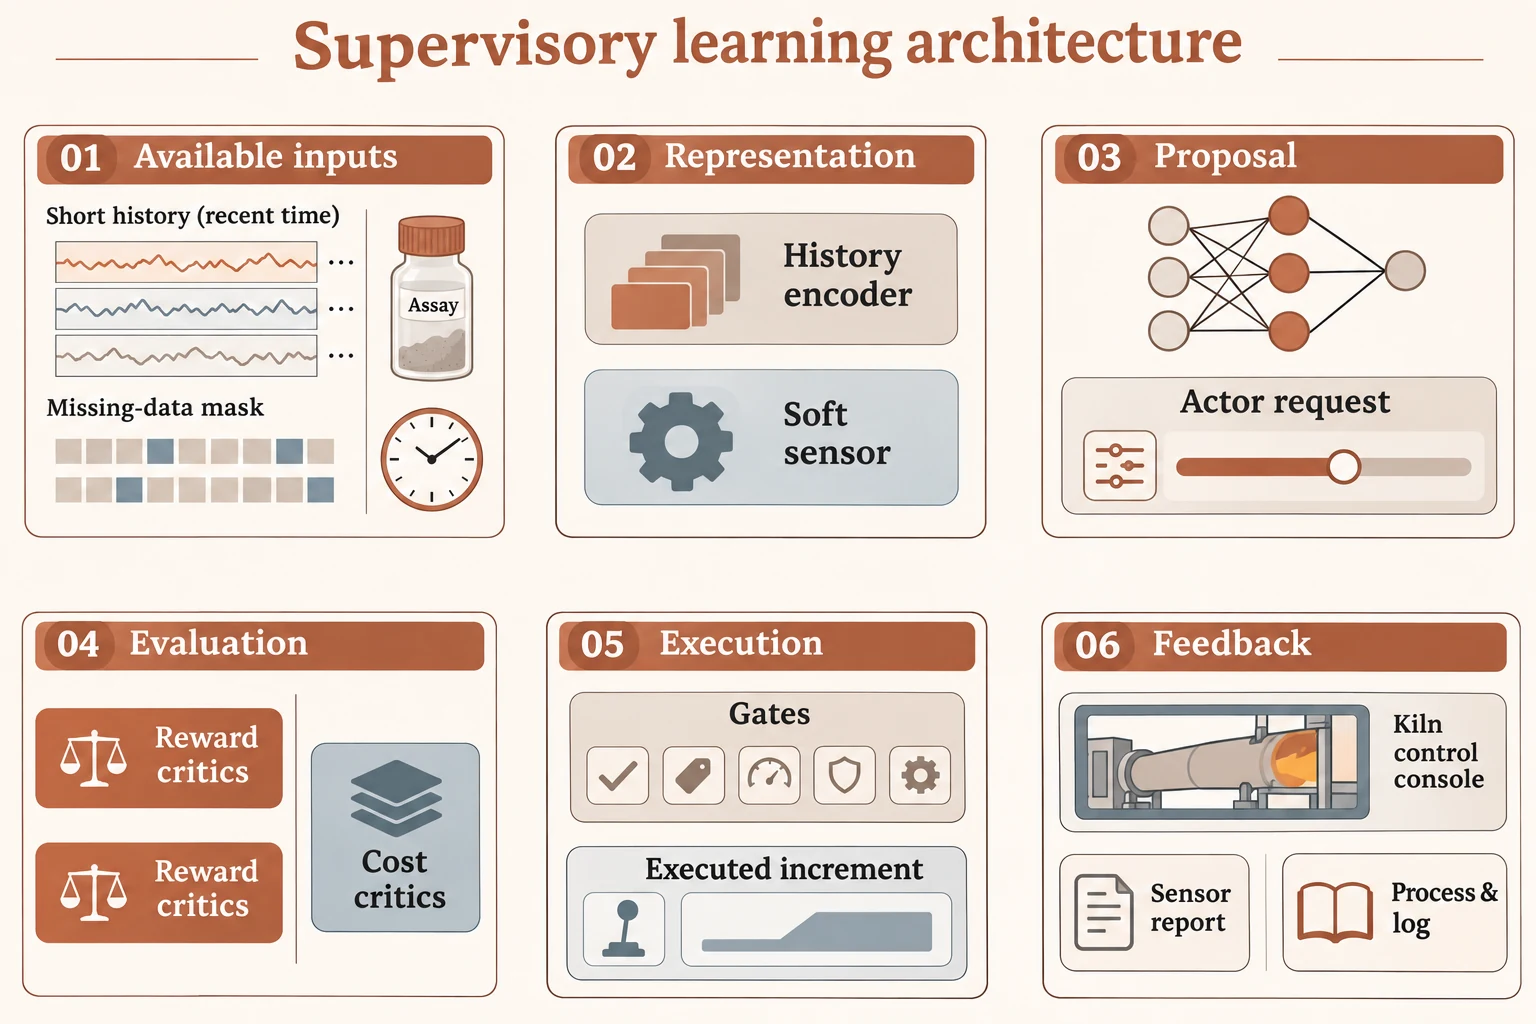 Supervisory learning architecture
01 Available inputs
Short history (recent time)
...
...
...
Assay
Missing-data mask
02 Representation
History
encoder
Soft
sensor
03 Proposal
Actor request
04 Evaluation
Reward
critics
Reward
critics
Cost
critics
05 Execution
Gates
Executed increment
06 Feedback
Kiln
control
console
Sensor
report
Process &
log